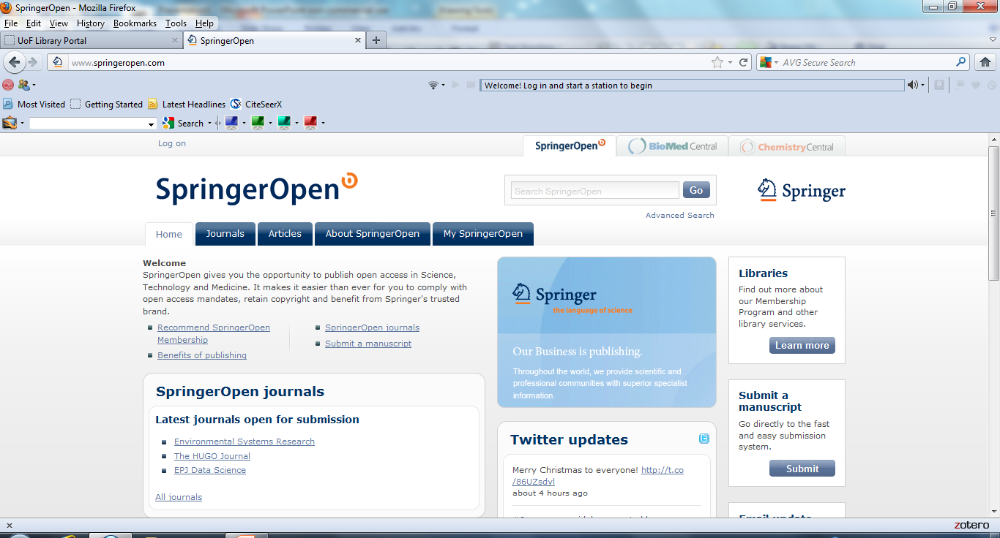 SpringerOpen - Mozilla Firefox
File Edit View History Bookmarks Tools Help
UoF Library Portal
SpringerOpen
www.springeropen.com
AVG Secure Search
Welcome! Log in and start a station to begin
Most Visited Getting Started Latest Headlines CiteSeerX
Search
Log on
SpringerOpen
BioMed Central
ChemistryCentral
SpringerOpen
Search SpringerOpen
Go
Springer
Advanced Search
Home Journals Articles About SpringerOpen My SpringerOpen
Welcome
SpringerOpen gives you the opportunity to publish open access in Science,
Technology and Medicine. It makes it easier than ever for you to comply with
open access mandates, retain copyright and benefit from Springer's trusted
brand.
Recommend SpringerOpen
Membership
Benefits of publishing
SpringerOpen journals
Submit a manuscript
SpringerOpen journals
Latest journals open for submission
Environmental Systems Research
The HUGO Journal
EPJ Data Science
All journals
Springer
the language of science
Our Business is publishing.
Throughout the world, we provide scientific and
professional communities with superior specialist
information.
Twitter updates
Merry Christmas to everyone! http://t.co
/86UZsdvl
about 4 hours ago
Libraries
Find out more about
our Membership
Program and other
library services.
Learn more
Submit a
manuscript
Go directly to the fast
and easy submission
system.
Submit
Email update
zotero